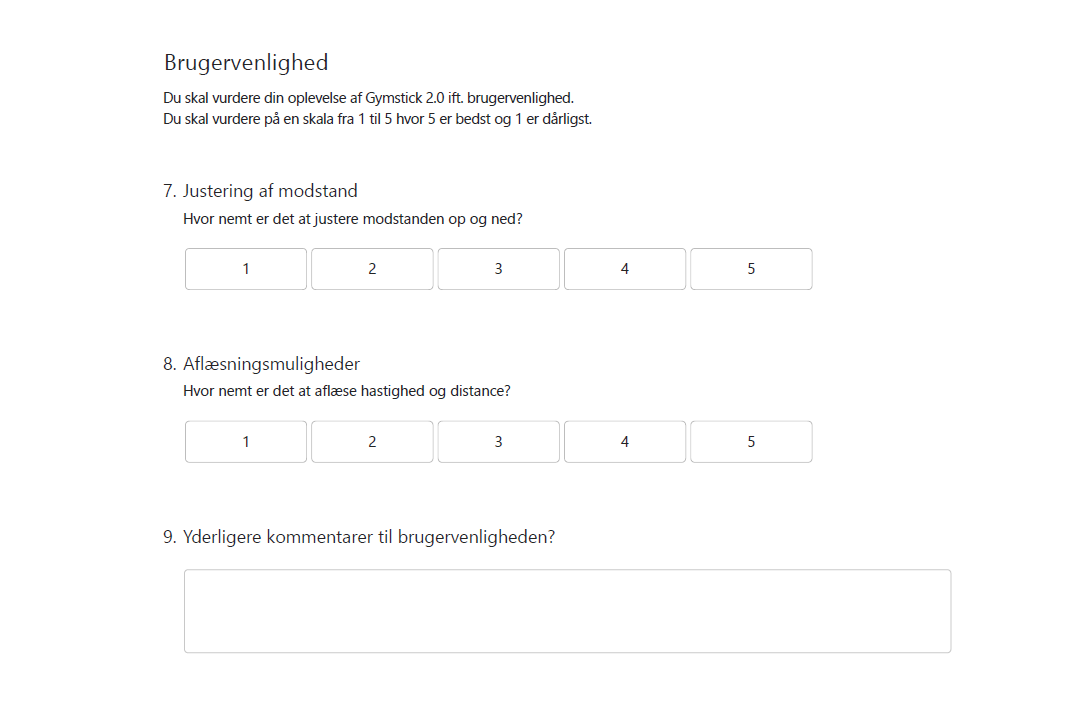 Brugervenlighed
Du skal vurdere din oplevelse af Gymstick 2.0 ift. brugervenlighed.
Du skal vurdere på en skala fra 1 til 5 hvor 5 er bedst og 1 er dårligst.
7. Justering af modstand
Hvor nemt er det at justere modstanden op og ned?
1 2 3 4 5
8. Aflæsningsmuligheder
Hvor nemt er det at aflæse hastighed og distance?
1 2 3 4 5
9. Yderligere kommentarer til brugervenligheden?